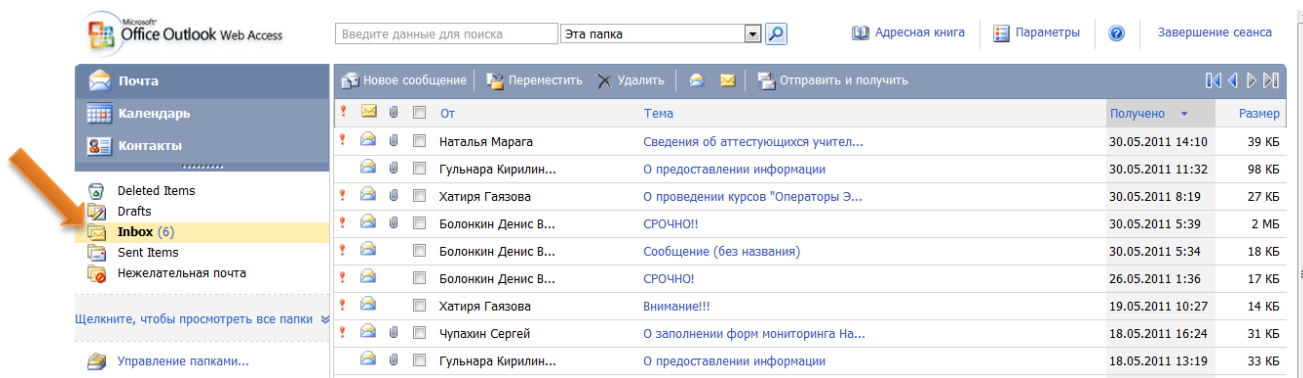 Microsoft®
Office Outlook Web Access
Введите данные для поиска Эта папка Адресная книга Параметры Завершение сеанса
Почта
Календарь
Контакты
Deleted Items
Drafts
Inbox (6)
Sent Items
Нежелательная почта
Щелкните, чтобы просмотреть все папки
Управление папками...
Новое сообщение Переместить Удалить Отправить и получить
От Тема Получено Размер
Наталья Марага Сведения об аттестующихся учител... 30.05.2011 14:10 39 КБ
Гульнара Кирилин... О предоставлении информации 30.05.2011 11:32 98 КБ
Хатиря Гаязова О проведении курсов "Операторы Э... 30.05.2011 8:19 27 КБ
Болонкин Денис В... СРОЧНО!! 30.05.2011 5:39 2 МБ
Болонкин Денис В... Сообщение (без названия) 30.05.2011 5:34 18 КБ
Болонкин Денис В... СРОЧНО! 26.05.2011 1:36 17 КБ
Хатиря Гаязова Внимание!!! 19.05.2011 10:27 14 КБ
Чупахин Сергей О заполнении форм мониторинга На... 18.05.2011 16:24 31 КБ
Гульнара Кирилин... О предоставлении информации 18.05.2011 13:19 33 КБ